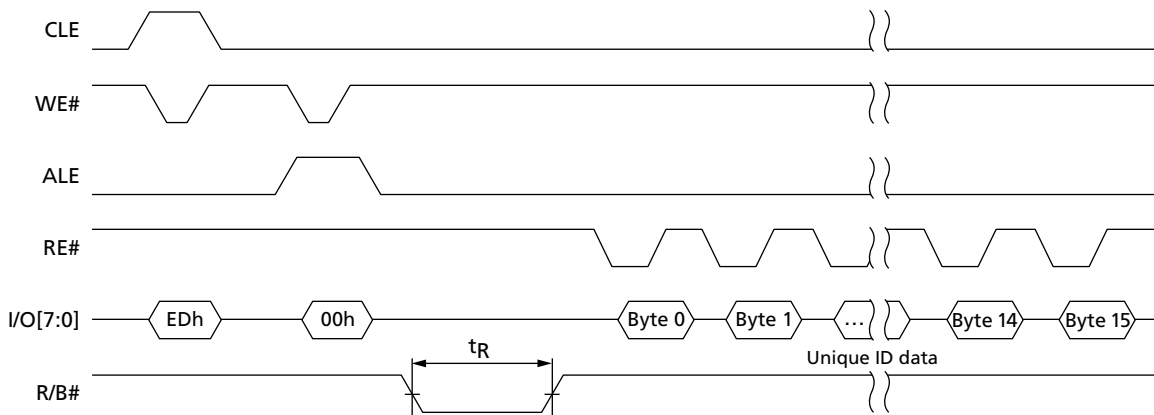 CLE
WE#
ALE
RE#
I/O[7:0] EDh 00h Byte 0 Byte 1 ... Byte 14 Byte 15
tR Unique ID data
R/B#